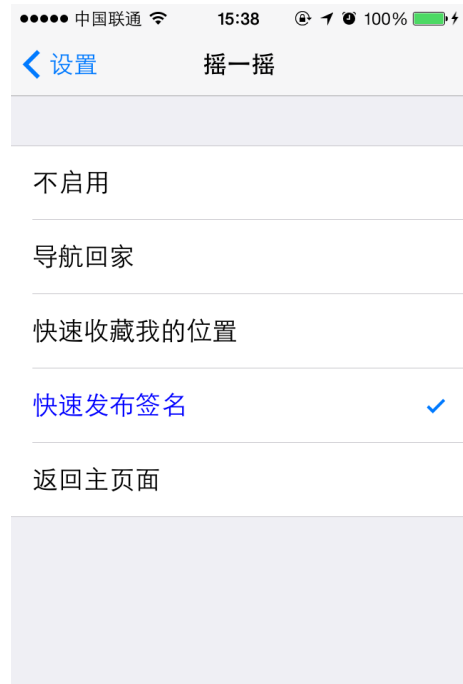 中国联通 15:38 100%
设置 摇一摇
不启用
导航回家
快速收藏我的位置
快速发布签名
返回主页面